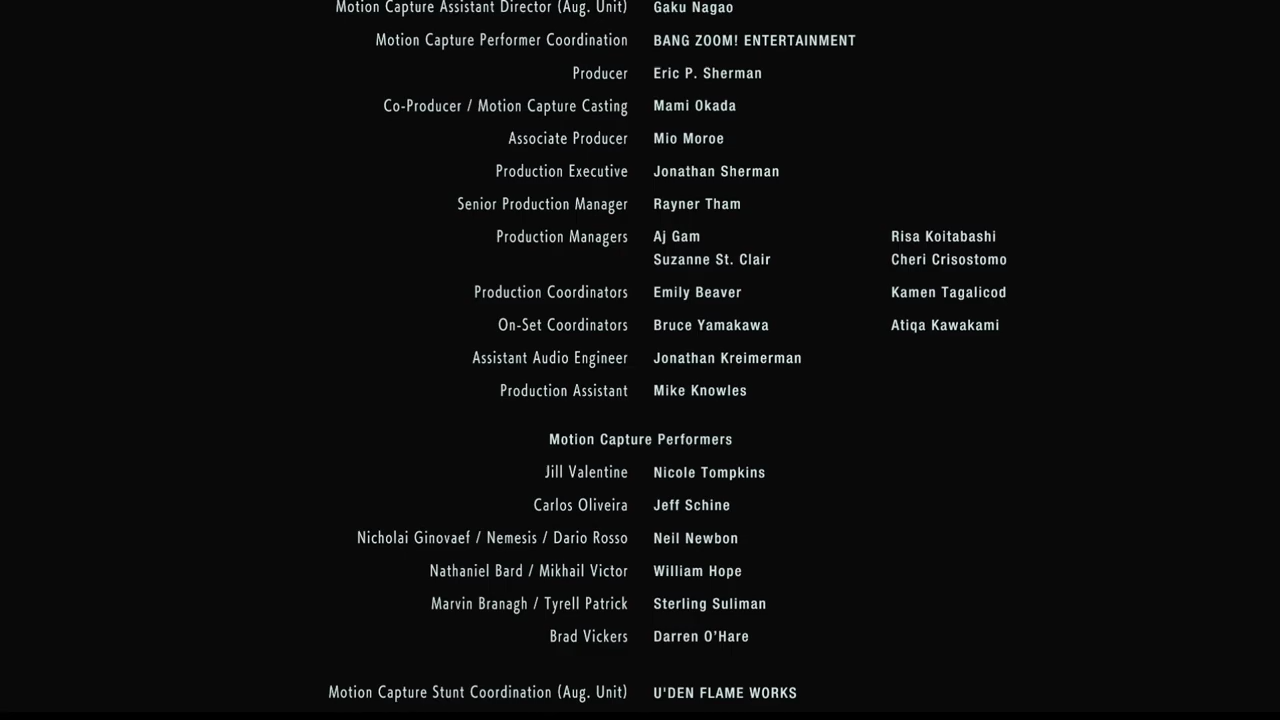 Motion Capture Assistant Director (Aug. Unit) Gaku Nagao
Motion Capture Performer Coordination BANG ZOOM! ENTERTAINMENT
Producer Eric P. Sherman
Co-Producer / Motion Capture Casting Mami Okada
Associate Producer Mio Moroe
Production Executive Jonathan Sherman
Senior Production Manager Rayner Tham
Production Managers Aj Gam Risa Koitabashi
Suzanne St. Clair Cheri Crisostomo
Production Coordinators Emily Beaver Kamen Tagalicod
On-Set Coordinators Bruce Yamakawa Atiqa Kawakami
Assistant Audio Engineer Jonathan Kreimerman
Production Assistant Mike Knowles
Motion Capture Performers
Jill Valentine Nicole Tompkins
Carlos Oliveira Jeff Schine
Nicholai Ginovaef / Nemesis / Dario Rosso Neil Newbon
Nathaniel Bard / Mikhail Victor William Hope
Marvin Branagh / Tyrell Patrick Sterling Suliman
Brad Vickers Darren O'Hare
Motion Capture Stunt Coordination (Aug. Unit) U'DEN FLAME WORKS